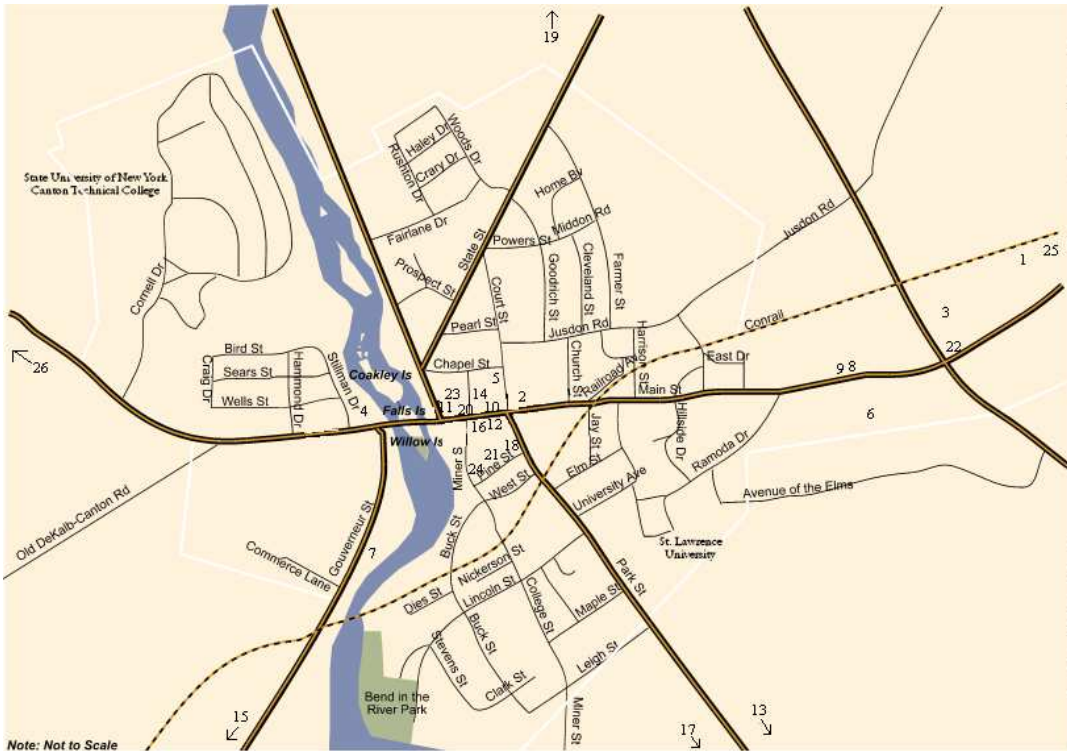 19
State University of New York
Canton Technical College
Cornell Dr
Haley Dr
Woods Dr
Crary Dr
Rushton Dr
Fairlane Dr
Home Bv
Middon Rd
Powers St
State St
Prospect St
Goodrich St
Cleveland St
Farmer St
Court St
Pearl St
Jusdon Rd
Jusdon Rd
Conrail
1
25
3
22
26
Bird St
Sears St
Wells St
Craig Dr
Hammond Dr
Stillman Dr
Coakley Is
Falls Is
Willow Is
4
Chapel St
5
23
14
11
20
10
2
16
12
Church St
Railroad Av
Harrison St
East Dr
Main St
9
8
6
18
21
24
Pine St
West St
Miner S
Jay St
Elm St
University Ave
Hillside Dr
Ramoda Dr
Avenue of the Elms
St. Lawrence
University
Old DeKalb-Canton Rd
Gouverneur St
Commerce Lane
7
Buck St
Nickerson St
Dies St
Lincoln St
College St
Maple St
Park St
Buck St
Stevens St
Clark St
Leigh St
Miner St
Bend in the
River Park
15
13
17
Note: Not to Scale